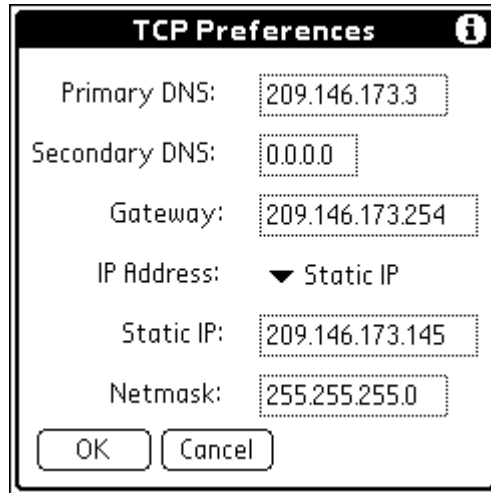 TCP Preferences i
Primary DNS: 209.146.173.3
Secondary DNS: 0.0.0.0
Gateway: 209.146.173.254
IP Address: Static IP
Static IP: 209.146.173.145
Netmask: 255.255.255.0
OK Cancel